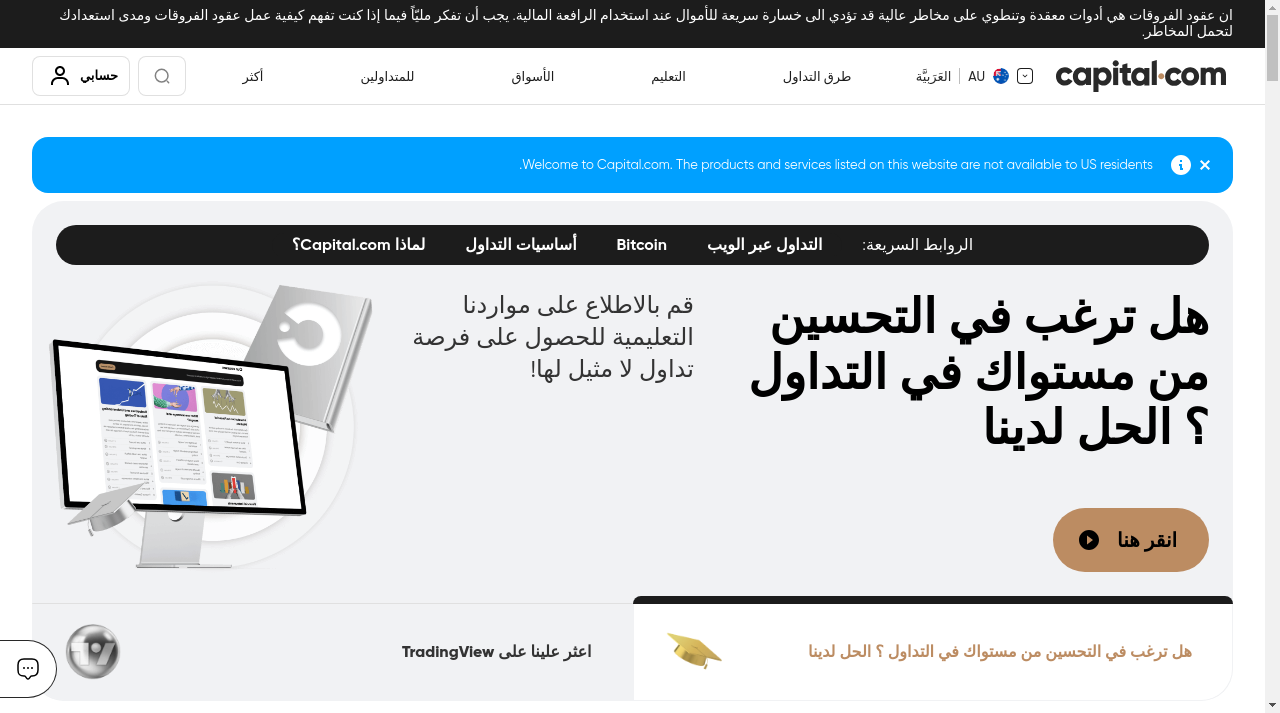 ان عقود الفروقات هي أدوات معقدة وتنطوي على مخاطر عالية قد تؤدي الى خسارة سريعة للأموال عند استخدام الرافعة المالية. يجب أن تفكر مليّاً فيما إذا كنت تفهم كيفية عمل عقود الفروقات ومدى استعدادك
لتحمل المخاطر.
capital.com
AU العَرَبيَّة
طرق التداول
التعليم
الأسواق
للمتداولين
أكثر
حسابي
Welcome to Capital.com. The products and services listed on this website are not available to US residents.
الروابط السريعة:
التداول عبر الويب
Bitcoin
أساسيات التداول
لماذا Capital.com؟
هل ترغب في التحسين
من مستواك في التداول
؟ الحل لدينا
قم بالاطلاع على مواردنا
التعليمية للحصول على فرصة
تداول لا مثيل لها!
انقر هنا
هل ترغب في التحسين من مستواك في التداول ؟ الحل لدينا
اعثر علينا على TradingView